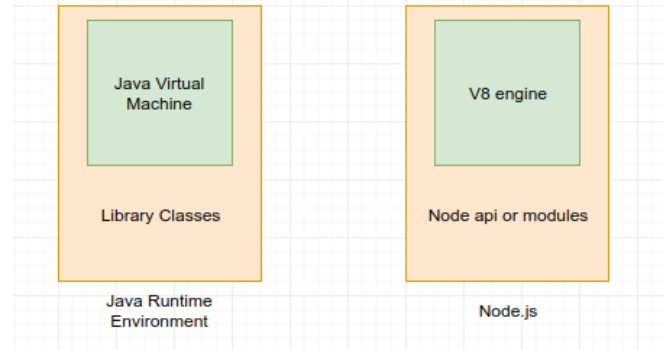 Java Virtual
Machine
Library Classes
Java Runtime
Environment
V8 engine
Node api or modules
Node.js